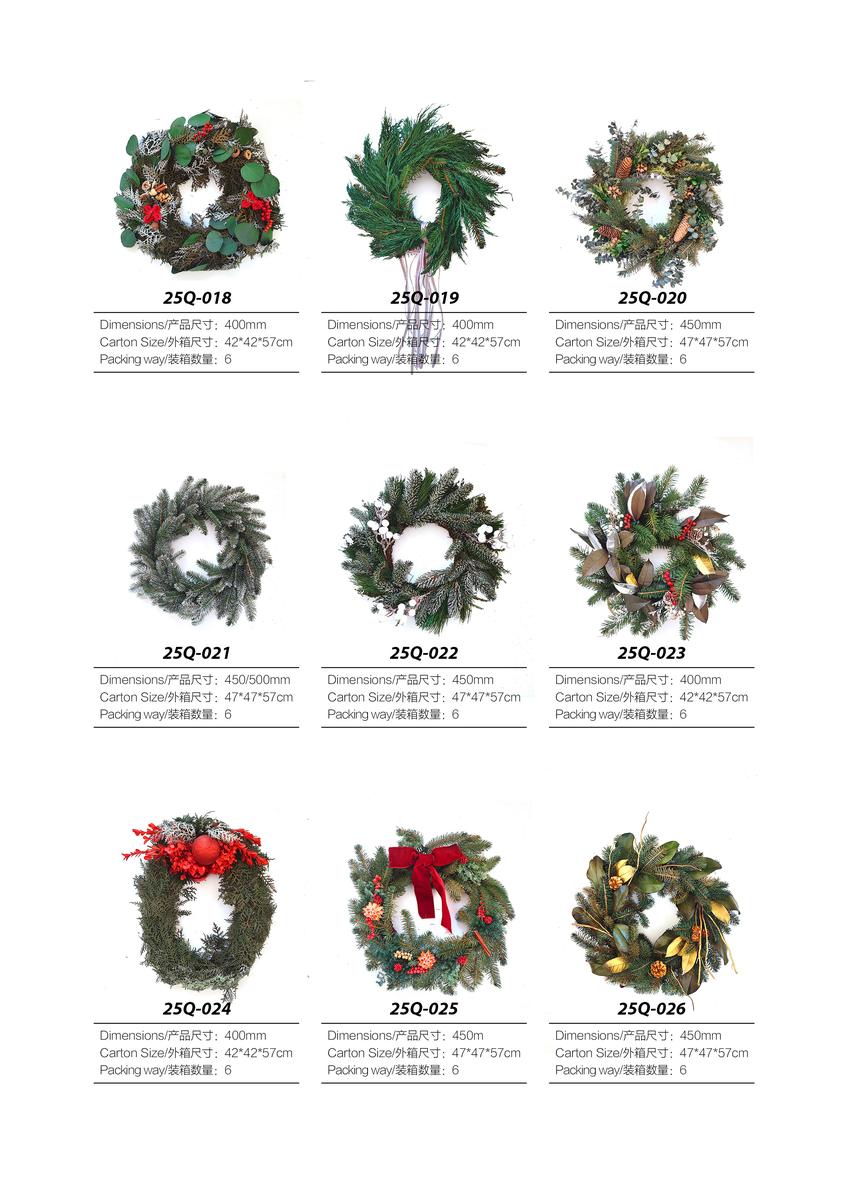 25Q-018
Dimensions/产品尺寸：400mm
Carton Size/外箱尺寸：42*42*57cm
Packing way/装箱数量：6
25Q-019
Dimensions/产品尺寸：400mm
Carton Size/外箱尺寸：42*42*57cm
Packing way/装箱数量：6
25Q-020
Dimensions/产品尺寸：450mm
Carton Size/外箱尺寸：47*47*57cm
Packing way/装箱数量：6
25Q-021
Dimensions/产品尺寸：450/500mm
Carton Size/外箱尺寸：47*47*57cm
Packing way/装箱数量：6
25Q-022
Dimensions/产品尺寸：450mm
Carton Size/外箱尺寸：47*47*57cm
Packing way/装箱数量：6
25Q-023
Dimensions/产品尺寸：400mm
Carton Size/外箱尺寸：42*42*57cm
Packing way/装箱数量：6
25Q-024
Dimensions/产品尺寸：400mm
Carton Size/外箱尺寸：42*42*57cm
Packing way/装箱数量：6
25Q-025
Dimensions/产品尺寸：450m
Carton Size/外箱尺寸：47*47*57cm
Packing way/装箱数量：6
25Q-026
Dimensions/产品尺寸：450mm
Carton Size/外箱尺寸：47*47*57cm
Packing way/装箱数量：6